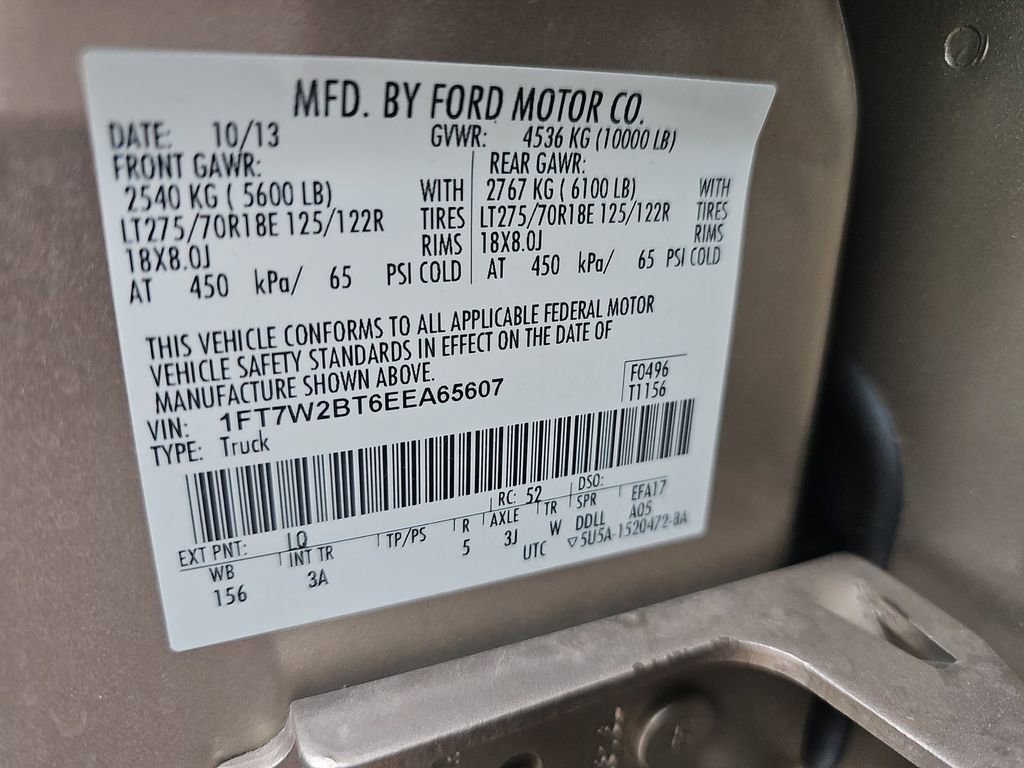 MFD. BY FORD MOTOR CO.
DATE: 10/13 GVWR: 4536 KG (10000 LB)
FRONT GAWR: REAR GAWR:
2540 KG ( 5600 LB) WITH 2767 KG ( 6100 LB) WITH
LT275/70R18E 125/122R TIRES LT275/70R18E 125/122R TIRES
18X8.0J RIMS 18X8.0J RIMS
AT 450 kPa/ 65 PSI COLD AT 450 kPa/ 65 PSI COLD
THIS VEHICLE CONFORMS TO ALL APPLICABLE FEDERAL MOTOR
VEHICLE SAFETY STANDARDS IN EFFECT ON THE DATE OF
MANUFACTURE SHOWN ABOVE.
VIN: 1FT7W2BT6EEA65607
F0496
T1156
TYPE: Truck
EXT PNT: JQ RC: 52 DSO:
WB INT TR TP/PS R AXLE TR SPR EFA17
156 3A 5 3J W DDLL A05
UTC ▽5U5A-1520472-BA